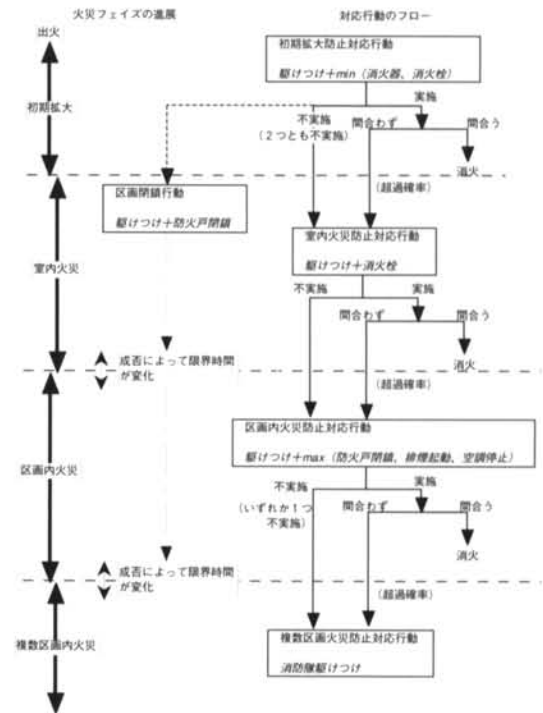 火災フェイズの進展
対応行動のフロー
出火
初期拡大防止対応行動
駆けつけ+min（消火器、消火栓）
初期拡大
不実施
（２つとも不実施）
実施
間合わず
間合う
消火
（超過確率）
区画閉鎖行動
駆けつけ+防火戸閉鎖
室内火災防止対応行動
駆けつけ+消火栓
室内火災
不実施
実施
間合わず
間合う
消火
成否によって限界時間
が変化
（超過確率）
区画内火災防止対応行動
駆けつけ+max（防火戸閉鎖、排煙起動、空調停止）
区画内火災
不実施
（いずれか１つ
不実施）
実施
間合わず
間合う
消火
成否によって限界時間
が変化
（超過確率）
複数区画火災防止対応行動
消防隊駆けつけ
複数区画内火災